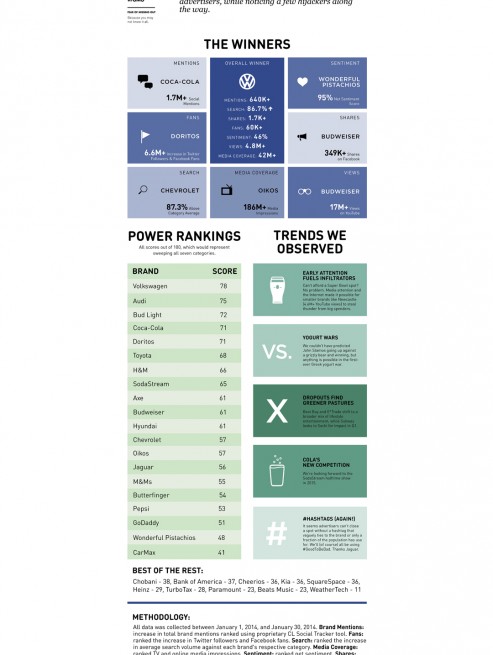 advertisers, while noticing a few hijackers along
the way.
THE WINNERS
MENTIONS
COCA-COLA
1.7M+ Social
Mentions
OVERALL WINNER
MENTIONS: 640K+
SEARCH: 86.7%+
SHARES: 1.7K+
FANS: 60K+
SENTIMENT: 46%
VIEWS: 4.8M+
MEDIA COVERAGE: 42M+
SENTIMENT
WONDERFUL
PISTACHIOS
95% Net Sentiment
Score
FANS
DORITOS
6.6M+ Increase in Twitter
Followers & Facebook Fans
SHARES
BUDWEISER
349K+ Shares
on Facebook
SEARCH
CHEVROLET
87.3% Above
Category Average
MEDIA COVERAGE
OIKOS
186M+ Media
Impressions
VIEWS
BUDWEISER
17M+ Views
on YouTube
POWER RANKINGS
All scores out of 100, which would represent
sweeping all seven categories.
BRAND SCORE
Volkswagen 78
Audi 75
Bud Light 72
Coca-Cola 71
Doritos 71
Toyota 68
H&M 66
SodaStream 65
Axe 61
Budweiser 61
Hyundai 61
Chevrolet 57
Oikos 57
Jaguar 56
M&Ms 55
Butterfinger 54
Pepsi 53
GoDaddy 51
Wonderful Pistachios 48
CarMax 41
TRENDS WE
OBSERVED
EARLY ATTENTION
FUELS INFILTRATORS
VS.
YOGURT WARS
X
DROPOUTS FIND
GREENER PASTURES
COLA'S
NEW COMPETITION
#
#HASHTAGS (AGAIN!)
BEST OF THE REST:
Chobani - 38, Bank of America - 37, Cheerios - 36, Kia - 36, SquareSpace - 36,
Heinz - 29, TurboTax - 28, Paramount - 23, Beats Music - 23, WeatherTech - 11
METHODOLOGY:
All data was collected between January 1, 2014, and January 30, 2014. Brand Mentions:
increase in total brand mentions ranked using proprietary CL Social Tracker tool. Fans:
ranked the increase in Twitter followers and Facebook fans. Search: ranked the increase
in average search volume against each brand's respective category. Media Coverage:
ranked TV and online media impressions. Sentiment: ranked net sentiment. Shares: